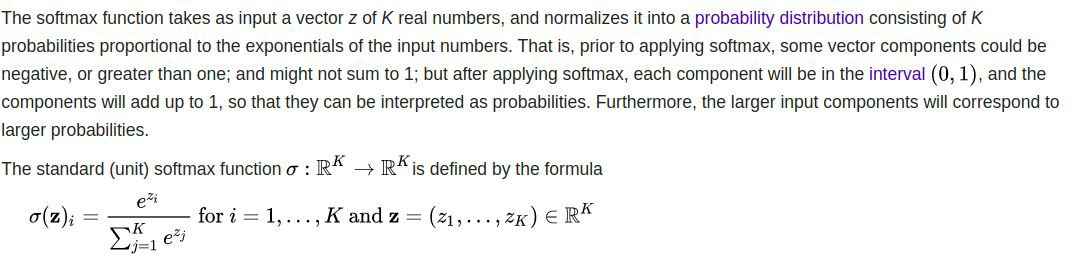 The softmax function takes as input a vector z of K real numbers, and normalizes it into a probability distribution consisting of K
probabilities proportional to the exponentials of the input numbers. That is, prior to applying softmax, some vector components could be
negative, or greater than one; and might not sum to 1; but after applying softmax, each component will be in the interval (0, 1), and the
components will add up to 1, so that they can be interpreted as probabilities. Furthermore, the larger input components will correspond to
larger probabilities.
The standard (unit) softmax function σ : ℝ^K → ℝ^K is defined by the formula
σ(𝐳)_i = e^{z_i} / ∑_{j=1}^K e^{z_j} for i = 1, . . . , K and 𝐳 = (z_1, . . . , z_K) ∈ ℝ^K